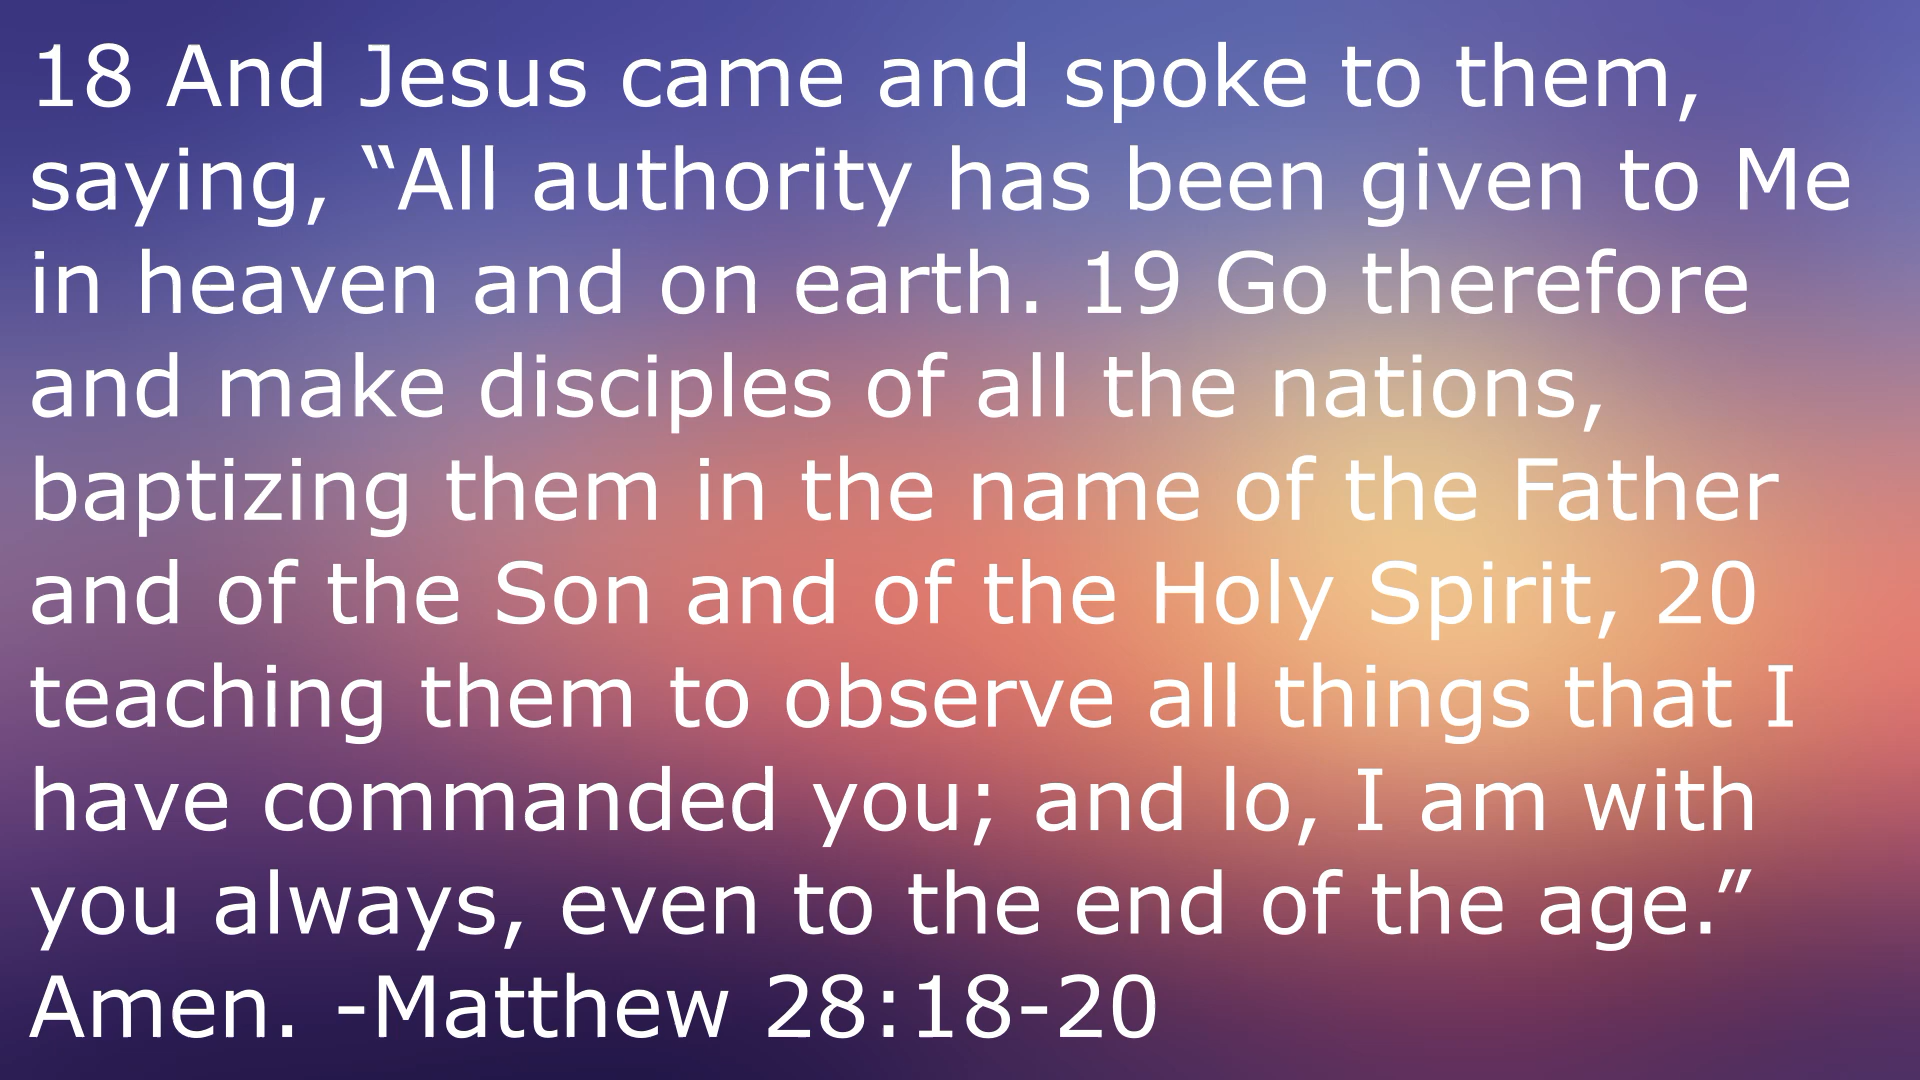 18 And Jesus came and spoke to them,
saying, “All authority has been given to Me
in heaven and on earth. 19 Go therefore
and make disciples of all the nations,
baptizing them in the name of the Father
and of the Son and of the Holy Spirit, 20
teaching them to observe all things that I
have commanded you; and lo, I am with
you always, even to the end of the age.”
Amen. -Matthew 28:18-20